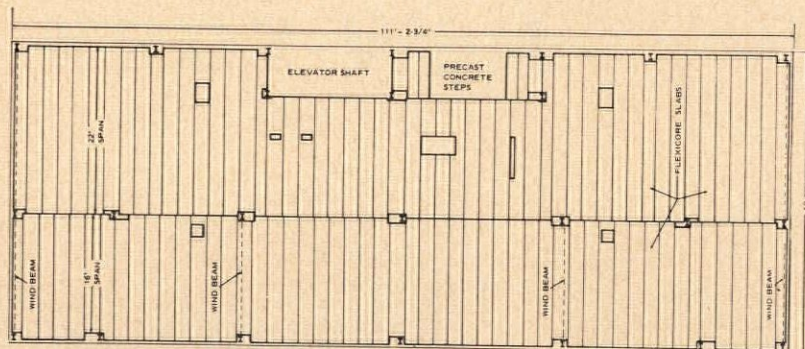 111'- 2-3/4"
ELEVATOR SHAFT
PRECAST
CONCRETE
STEPS
22'
SPAN
FLEXICORE SLABS
16'
SPAN
WIND BEAM
WIND BEAM
WIND BEAM
WIND BEAM